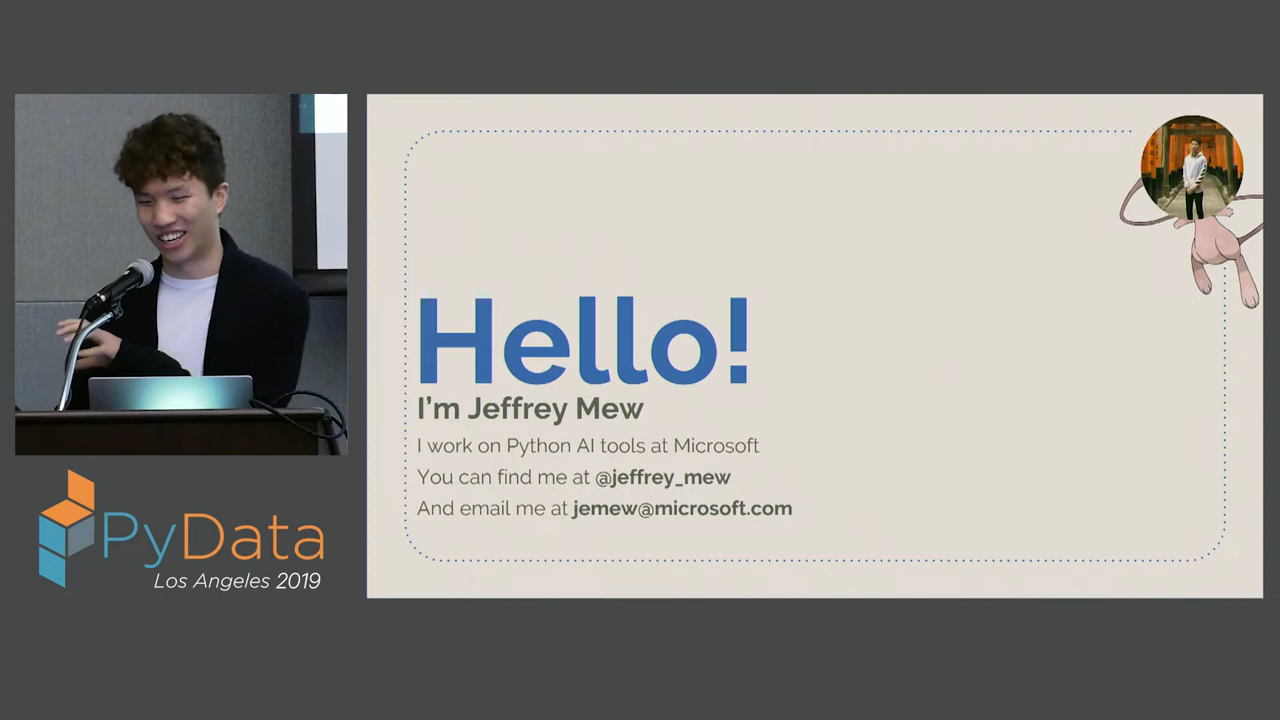 Hello!
I'm Jeffrey Mew
I work on Python AI tools at Microsoft
You can find me at @jeffrey_mew
And email me at jemew@microsoft.com
PyData
Los Angeles 2019